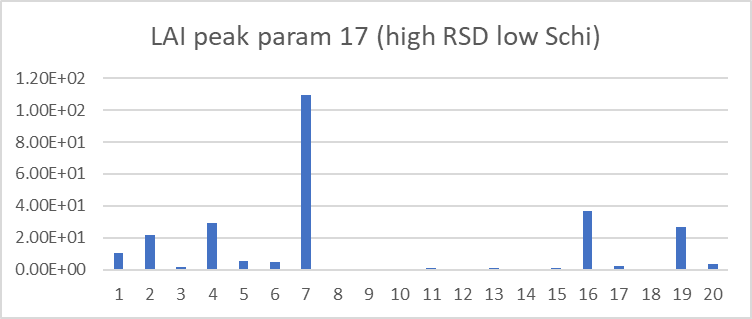 LAI peak param 17 (high RSD low Schi)
1.20E+02
1.00E+02
8.00E+01
6.00E+01
4.00E+01
2.00E+01
0.00E+00
1 2 3 4 5 6 7 8 9 10 11 12 13 14 15 16 17 18 19 20